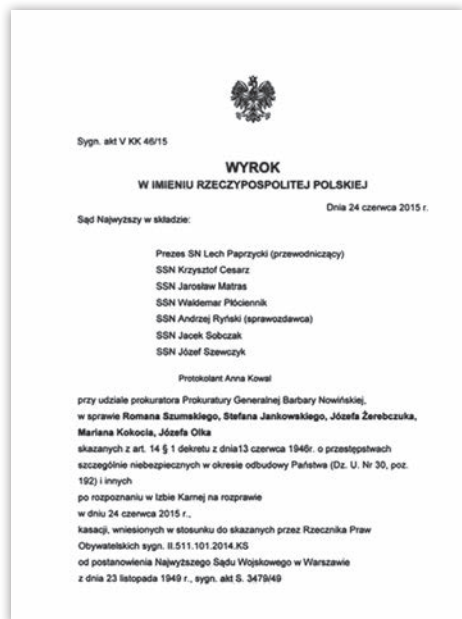 Sygn. akt V KK 46/15
WYROK
W IMIENIU RZECZYPOSPOLITEJ POLSKIEJ
Dnia 24 czerwca 2015 r.
Sąd Najwyższy w składzie:
Prezes SN Lech Paprzycki (przewodniczący)
SSN Krzysztof Cesarz
SSN Jarosław Matras
SSN Waldemar Płóciennik
SSN Andrzej Ryński (sprawozdawca)
SSN Jacek Sobczak
SSN Józef Szewczyk
Protokolant Anna Kowal
przy udziale prokuratora Prokuratury Generalnej Barbary Nowińskiej,
w sprawie Romana Szumskiego, Stefana Jankowskiego, Józefa Żerebczuka,
Mariana Kokocia, Józefa Olka
skazanych z art. 14 § 1 dekretu z dnia13 czerwca 1946r. o przestępstwach
szczególnie niebezpiecznych w okresie odbudowy Państwa (Dz. U. Nr 30, poz.
192) i innych
po rozpoznaniu w Izbie Karnej na rozprawie
w dniu 24 czerwca 2015 r.,
kasacji, wniesionych w stosunku do skazanych przez Rzecznika Praw
Obywatelskich sygn. II.511.101.2014.KS
od postanowienia Najwyższego Sądu Wojskowego w Warszawie
z dnia 23 listopada 1949 r., sygn. akt S. 3479/49